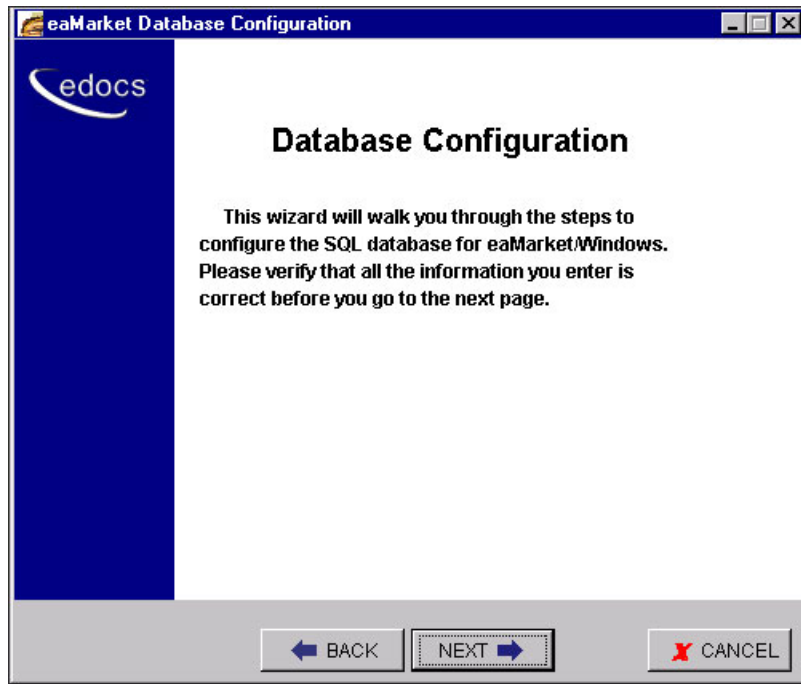 eaMarket Database Configuration
edocs
Database Configuration
This wizard will walk you through the steps to
configure the SQL database for eaMarket/Windows.
Please verify that all the information you enter is
correct before you go to the next page.
BACK
NEXT
CANCEL